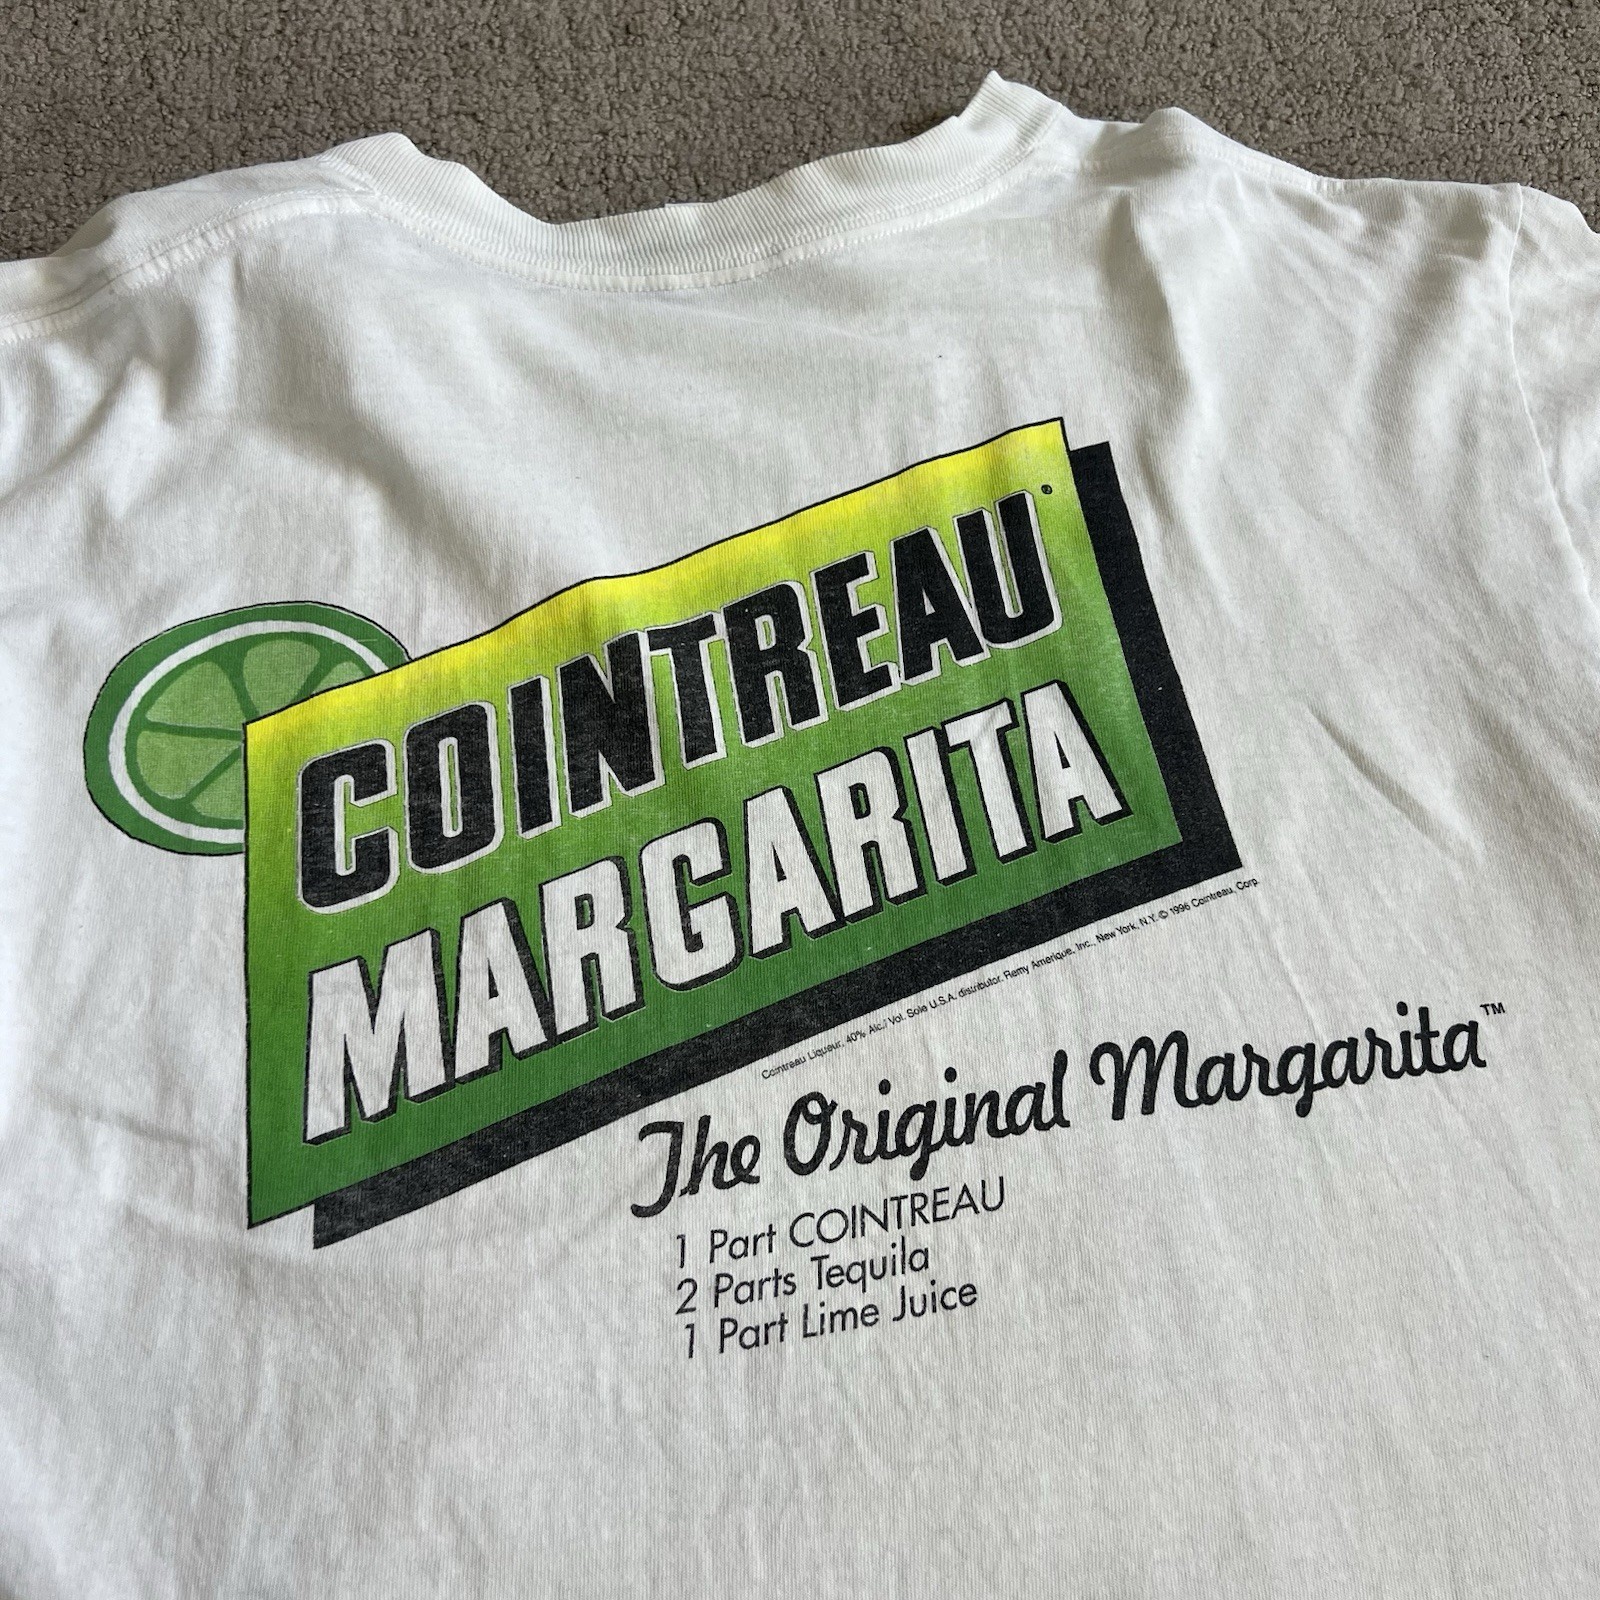 COINTREAU®
MARGARITA
Cointreau Liqueur, 40% Alc./ Vol. Sole U.S.A. distributor. Remy Amerique, Inc., New York, N.Y. © 1996 Cointreau, Corp.
The Original Margarita™
1 Part COINTREAU
2 Parts Tequila
1 Part Lime Juice